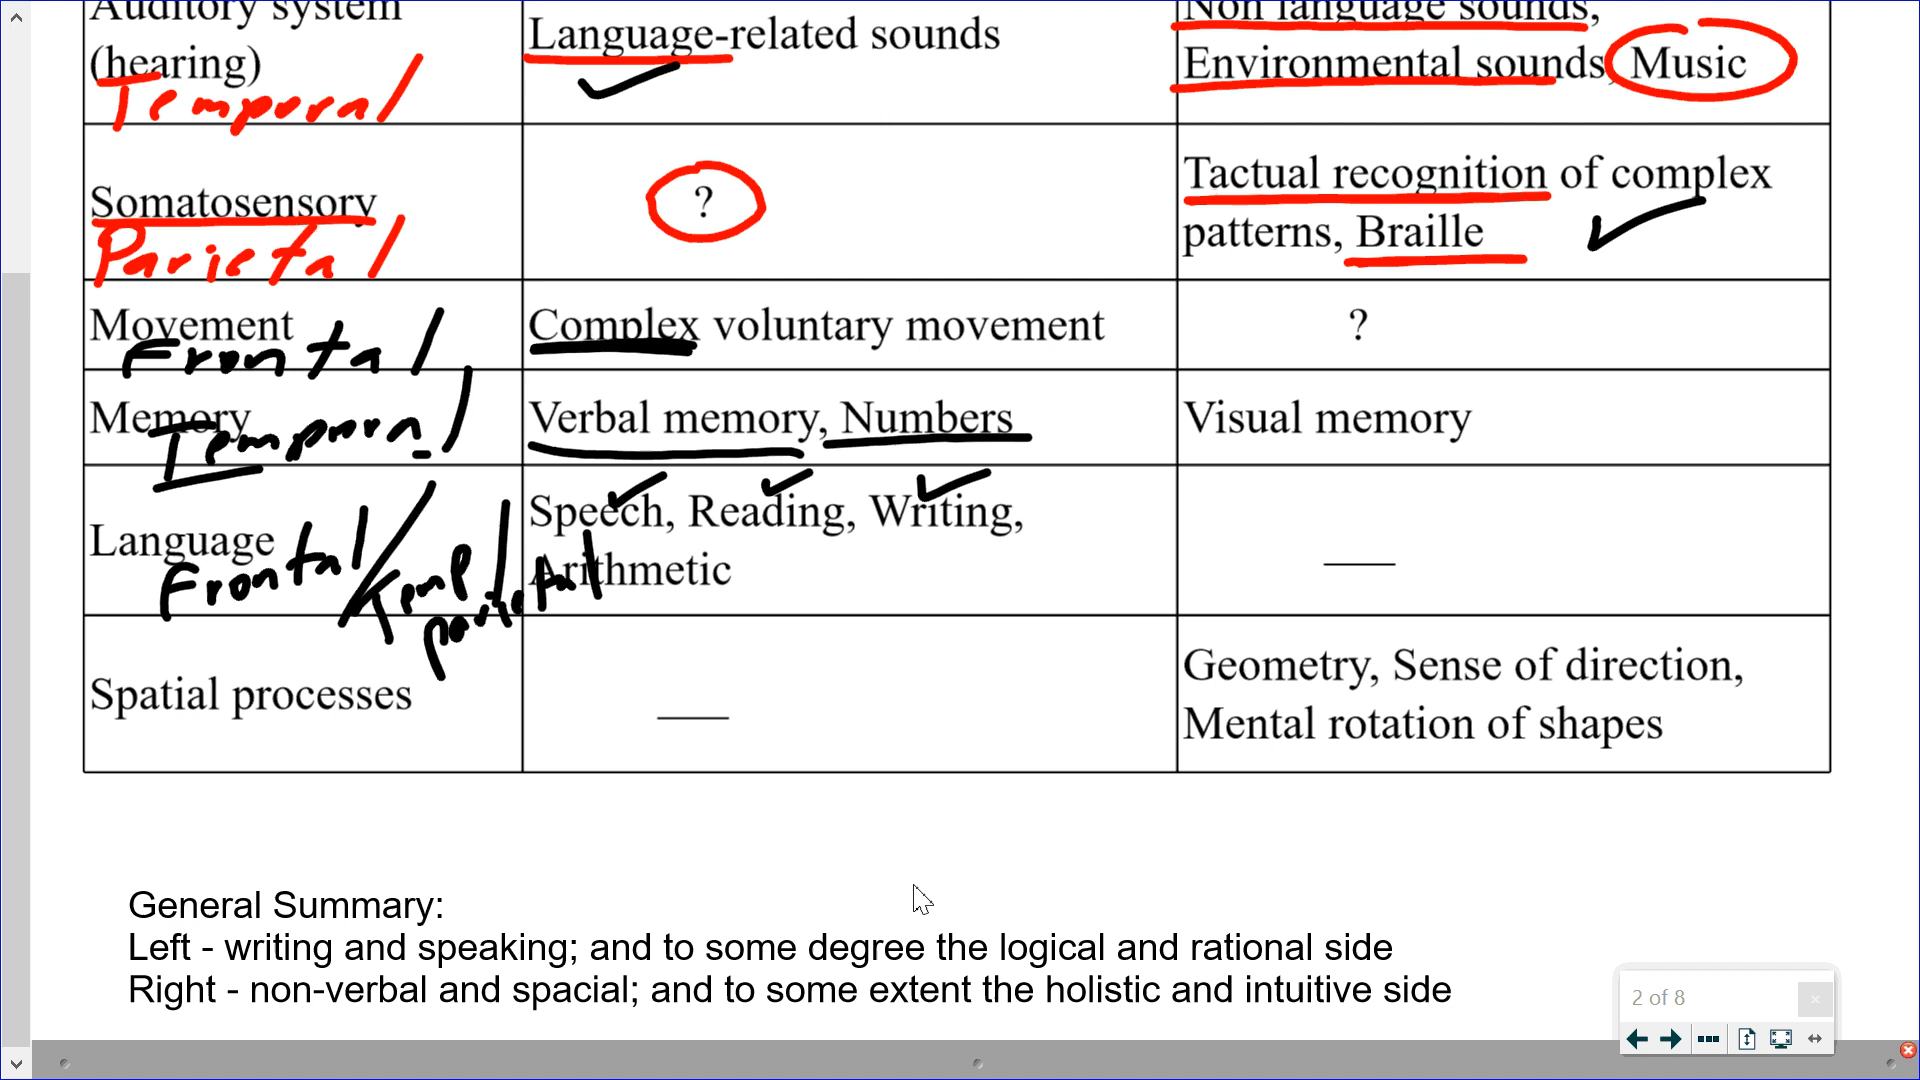 Auditory system
(hearing)
Temporal
Language-related sounds
Non language sounds,
Environmental sounds, Music
Somatosensory
Parietal
?
Tactual recognition of complex
patterns, Braille
Movement
Frontal
Complex voluntary movement
?
Memory
Temporal
Verbal memory, Numbers
Visual memory
Language
Frontal/Temp/
parietal
Speech, Reading, Writing,
Arithmetic
Spatial processes
Geometry, Sense of direction,
Mental rotation of shapes
General Summary:
Left - writing and speaking; and to some degree the logical and rational side
Right - non-verbal and spacial; and to some extent the holistic and intuitive side
2 of 8